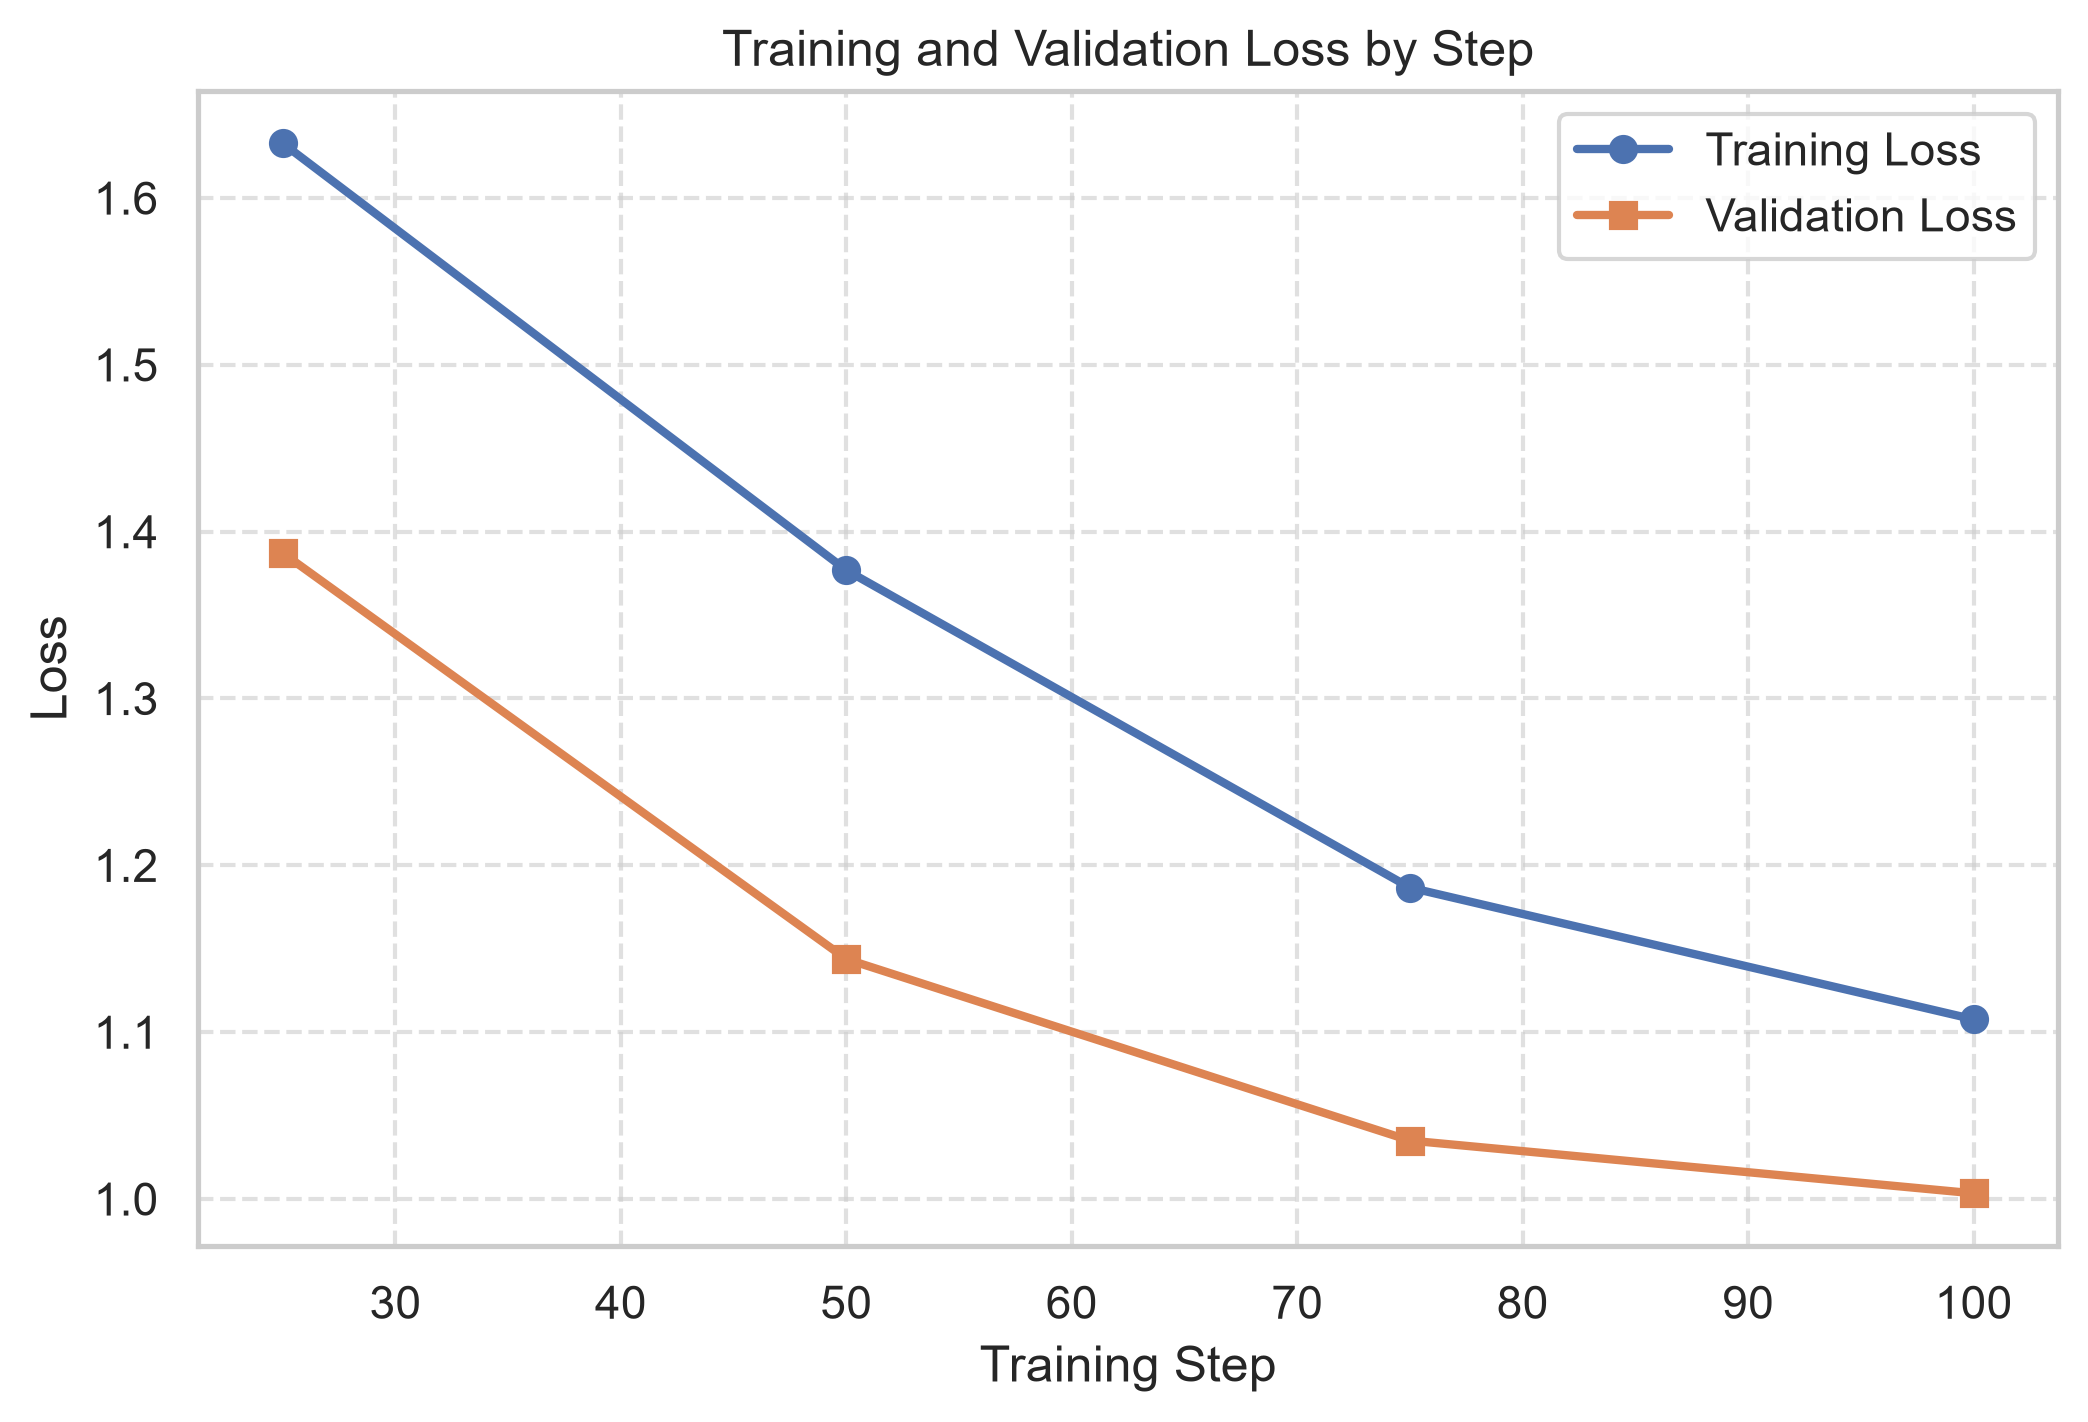 Training and Validation Loss by Step
Training Loss
Validation Loss
1.6
1.5
1.4
1.3
1.2
1.1
1.0
Loss
30 40 50 60 70 80 90 100
Training Step